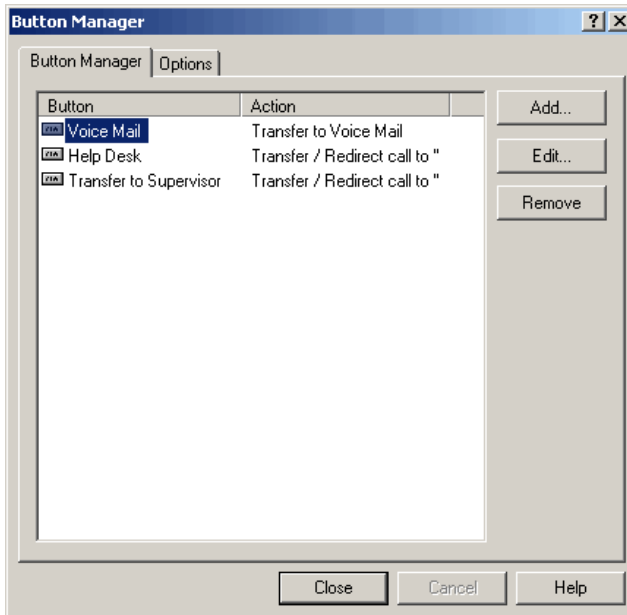 Button Manager
Button Manager Options
Button Action
Voice Mail Transfer to Voice Mail
Help Desk Transfer / Redirect call to ''
Transfer to Supervisor Transfer / Redirect call to ''
Add...
Edit...
Remove
Close Cancel Help